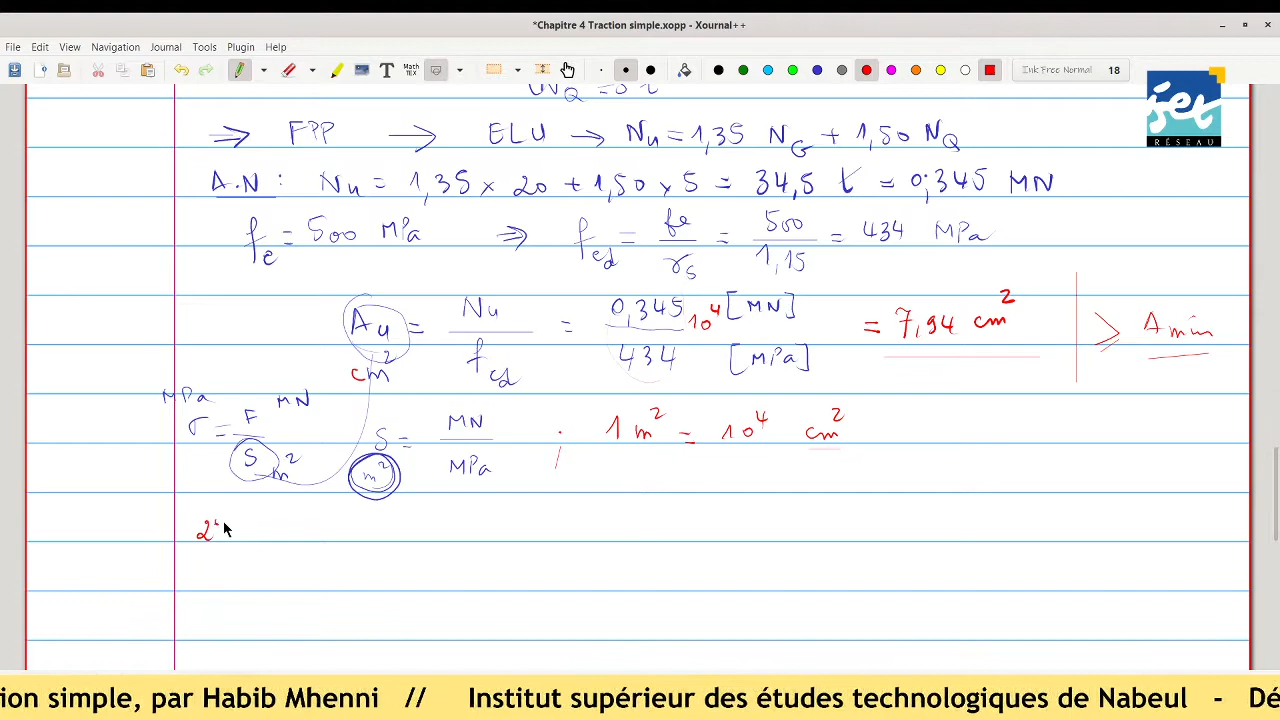 *Chapitre 4 Traction simple.xopp - Xournal++
File Edit View Navigation Journal Tools Plugin Help
Ink Free Normal 18
iset
RÉSEAU
⇒ FPP → ELU → Nu = 1,35 NG + 1,50 NQ
A.N : Nu = 1,35 x 20 + 1,50 x 5 = 34,5 t = 0,345 MN
fe = 500 MPa ⇒ fed = fe / γs = 500 / 1,15 = 434 MPa
Au = Nu / fed = 0,345 10⁴ [MN] / 434 [MPa] = 7,94 cm² ≥ Amin
cm²
MPa
σ = F / S MN m²
S = MN / MPa ; 1 m² = 10⁴ cm²
m²
2°
ion simple, par Habib Mhenni // Institut supérieur des études technologiques de Nabeul - Dé